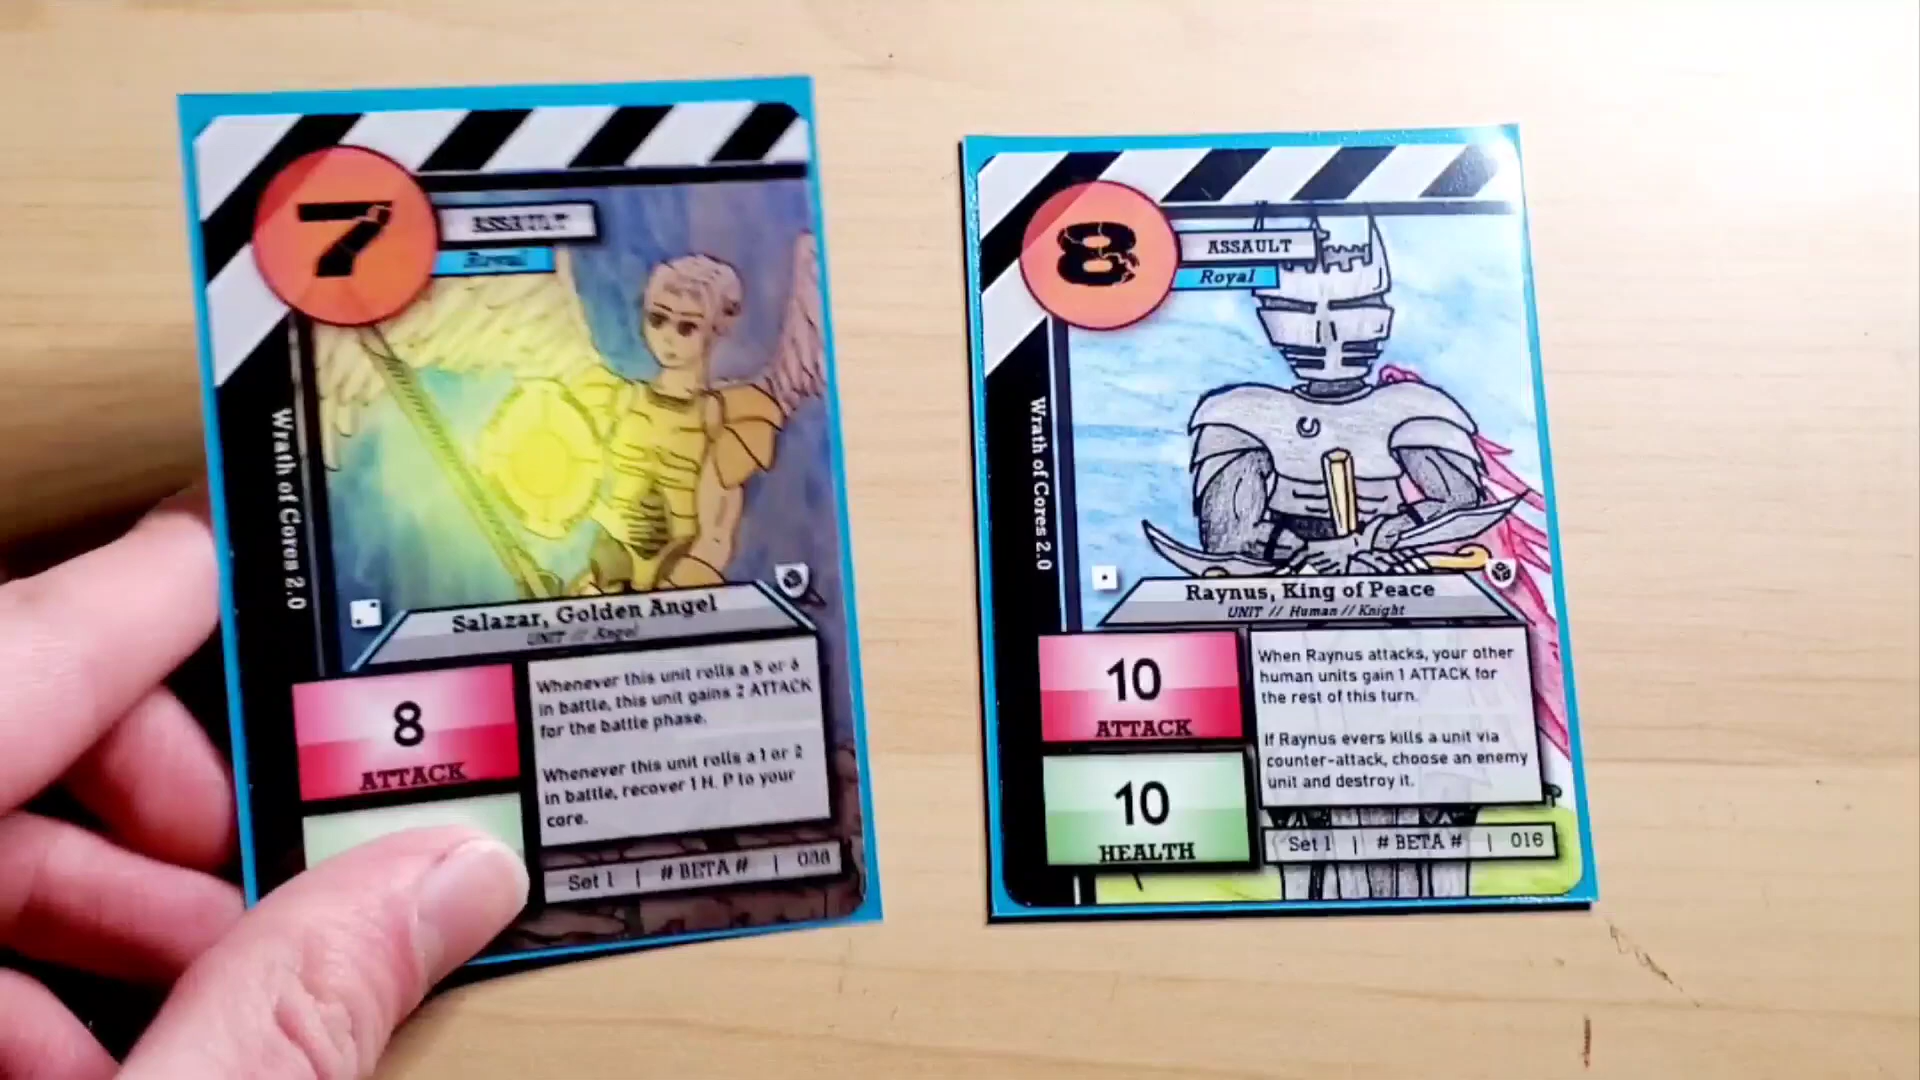 7
ASSAULT
Royal
Wrath of Cores 2.0
Salazar, Golden Angel
UNIT // Angel
8
ATTACK
Whenever this unit rolls a 5 or 6
in battle, this unit gains 2 ATTACK
for the battle phase.
Whenever this unit rolls a 1 or 2
in battle, recover 1 H. P to your
core.
Set 1 | # BETA # |
8
ASSAULT
Royal
Wrath of Cores 2.0
Raynus, King of Peace
UNIT // Human // Knight
10
ATTACK
10
HEALTH
When Raynus attacks, your other
human units gain 1 ATTACK for
the rest of this turn.
If Raynus evers kills a unit via
counter-attack, choose an enemy
unit and destroy it.
Set 1 | # BETA # | 016